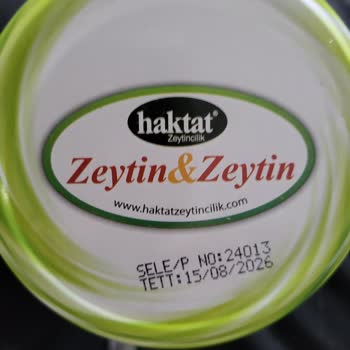 haktat®
Zeytincilik
Zeytin&Zeytin
www.haktatzeytincilik.com
SELE/P NO:24013
TETT:15/08/2026